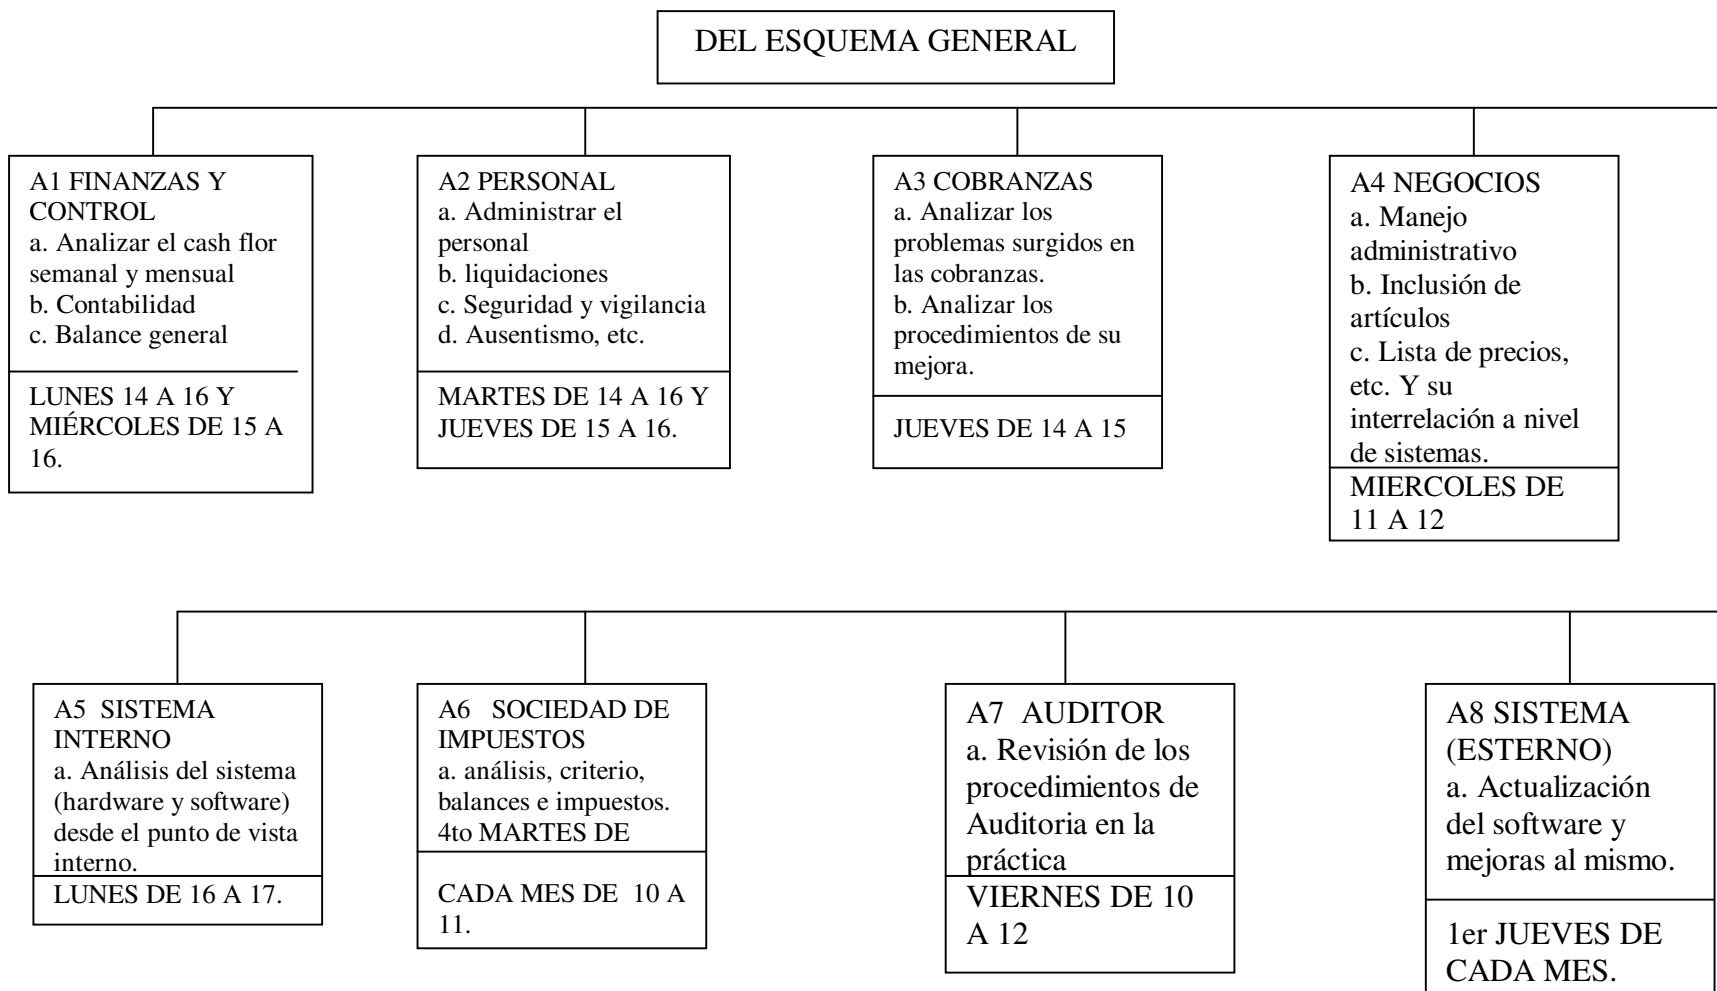 DEL ESQUEMA GENERAL
A1 FINANZAS Y
CONTROL
a. Analizar el cash flor
semanal y mensual
b. Contabilidad
c. Balance general
LUNES 14 A 16 Y
MIÉRCOLES DE 15 A
16.
A2 PERSONAL
a. Administrar el
personal
b. liquidaciones
c. Seguridad y vigilancia
d. Ausentismo, etc.
MARTES DE 14 A 16 Y
JUEVES DE 15 A 16.
A3 COBRANZAS
a. Analizar los
problemas surgidos en
las cobranzas.
b. Analizar los
procedimientos de su
mejora.
JUEVES DE 14 A 15
A4 NEGOCIOS
a. Manejo
administrativo
b. Inclusión de
artículos
c. Lista de precios,
etc. Y su
interrelación a nivel
de sistemas.
MIERCOLES DE
11 A 12
A5 SISTEMA
INTERNO
a. Análisis del sistema
(hardware y software)
desde el punto de vista
interno.
LUNES DE 16 A 17.
A6 SOCIEDAD DE
IMPUESTOS
a. análisis, criterio,
balances e impuestos.
4to MARTES DE
CADA MES DE 10 A
11.
A7 AUDITOR
a. Revisión de los
procedimientos de
Auditoria en la
práctica
VIERNES DE 10
A 12
A8 SISTEMA
(ESTERNO)
a. Actualización
del software y
mejoras al mismo.
1er JUEVES DE
CADA MES.